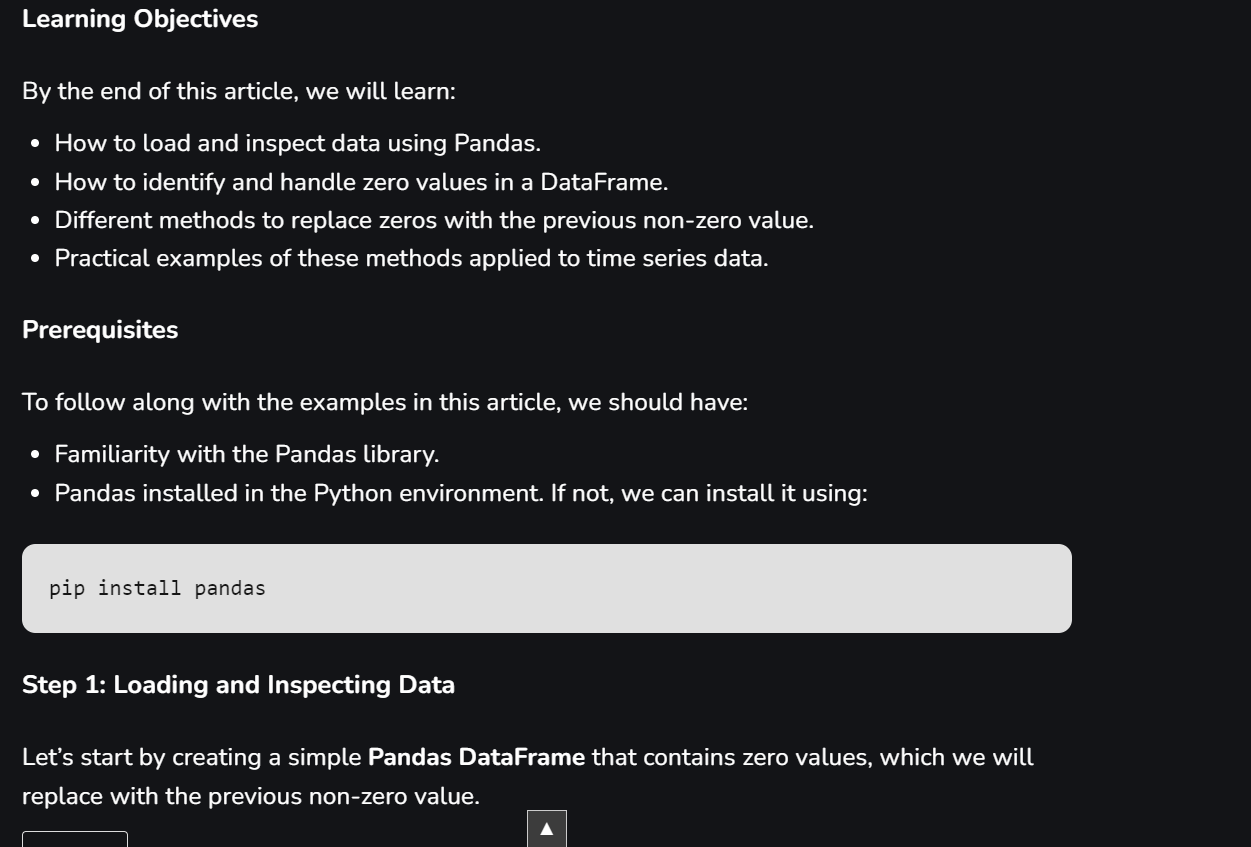 Learning Objectives
By the end of this article, we will learn:
How to load and inspect data using Pandas.
How to identify and handle zero values in a DataFrame.
Different methods to replace zeros with the previous non-zero value.
Practical examples of these methods applied to time series data.
Prerequisites
To follow along with the examples in this article, we should have:
Familiarity with the Pandas library.
Pandas installed in the Python environment. If not, we can install it using:
pip install pandas
Step 1: Loading and Inspecting Data
Let’s start by creating a simple Pandas DataFrame that contains zero values, which we will
replace with the previous non-zero value.